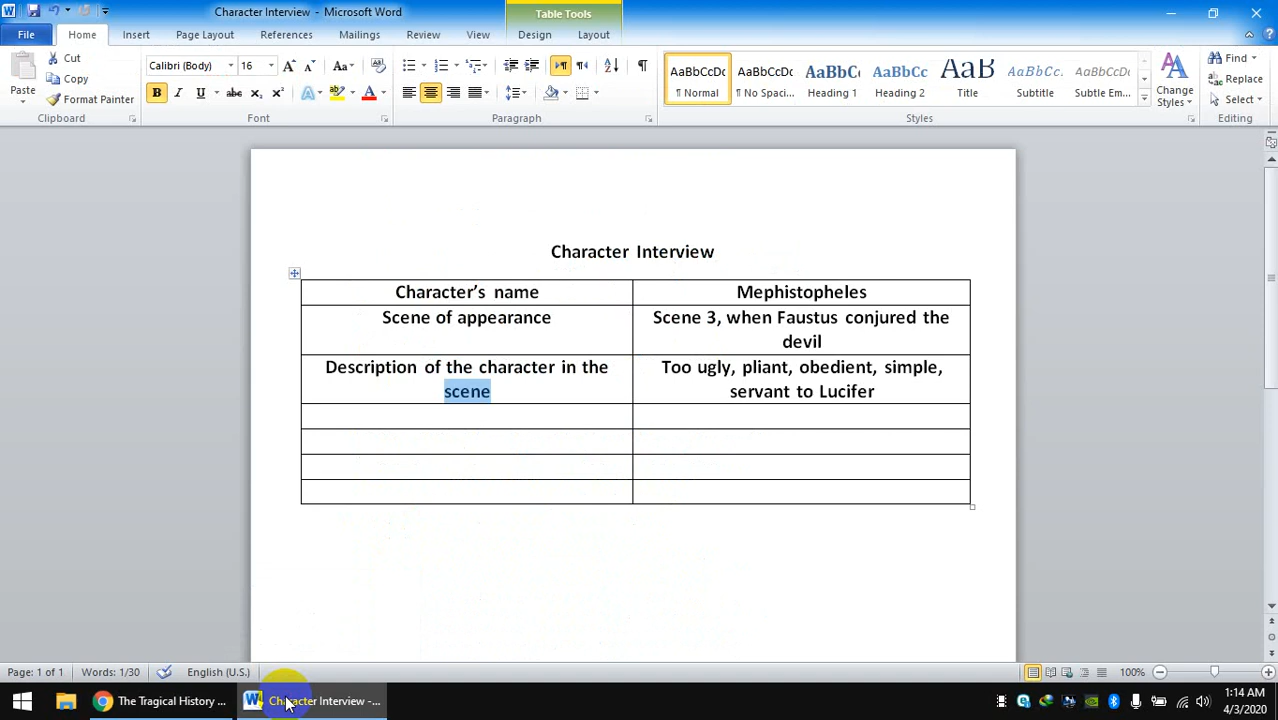 Character Interview - Microsoft Word
Table Tools
File Home Insert Page Layout References Mailings Review View Design Layout
Paste
Cut
Copy
Format Painter
Clipboard
Calibri (Body) 16
Font
Paragraph
AaBbCcDc AaBbCcDc AaBbCc AaBbCc AaB AaBbCc. AaBbCcDc
¶ Normal ¶ No Spaci... Heading 1 Heading 2 Title Subtitle Subtle Em...
Change Styles
Styles
Find
Replace
Select
Editing
Character Interview
Character’s name Mephistopheles
Scene of appearance Scene 3, when Faustus conjured the
devil
Description of the character in the Too ugly, pliant, obedient, simple,
scene servant to Lucifer
Page: 1 of 1 Words: 1/30 English (U.S.) 100%
The Tragical History ... Character Interview -...
1:14 AM
4/3/2020